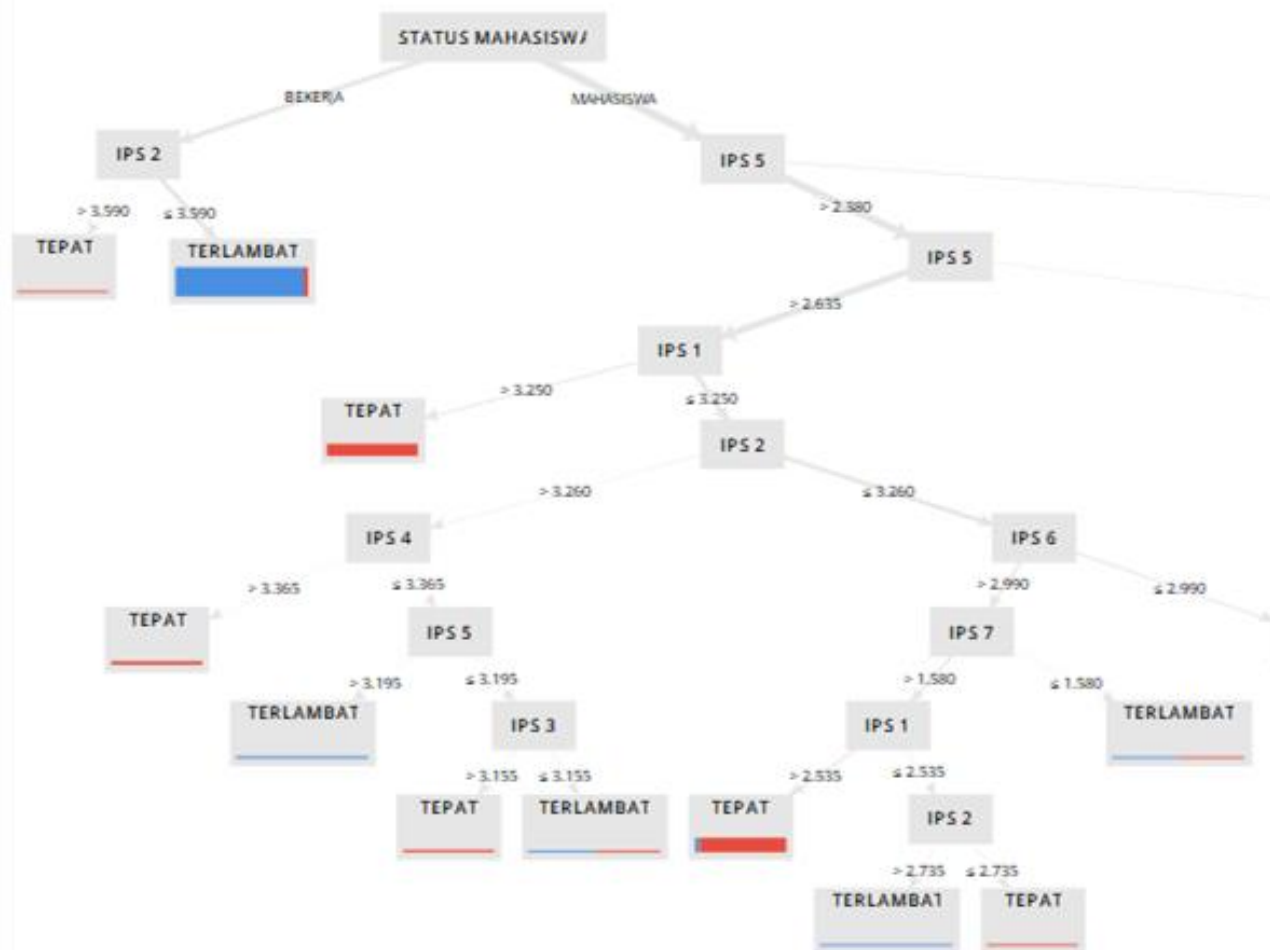 STATUS MAHASISWA
BEKERJA
MAHASISWA
IPS 2
IPS 5
> 3.590
≤ 3.590
> 2.380
TEPAT
TERLAMBAT
IPS 5
> 2.635
IPS 1
> 3.250
≤ 3.250
TEPAT
IPS 2
> 3.260
≤ 3.260
IPS 4
IPS 6
> 3.365
≤ 3.365
> 2.990
≤ 2.990
TEPAT
IPS 5
IPS 7
> 3.195
≤ 3.195
> 1.580
≤ 1.580
TERLAMBAT
IPS 3
IPS 1
TERLAMBAT
> 3.155
≤ 3.155
> 2.535
≤ 2.535
TEPAT
TERLAMBAT
TEPAT
IPS 2
> 2.735
≤ 2.735
TERLAMBAT
TEPAT